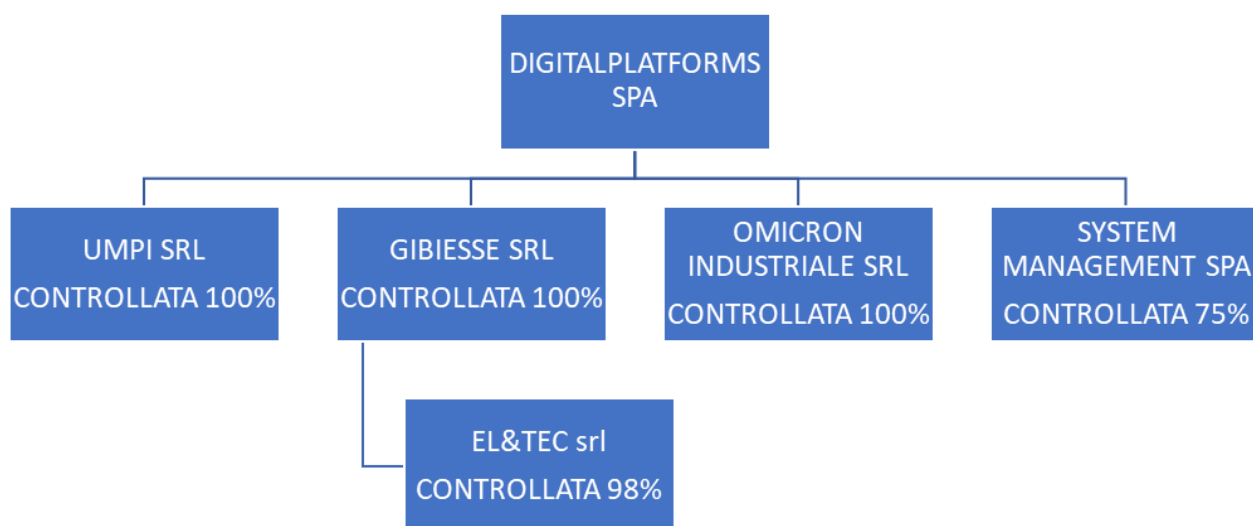 DIGITALPLATFORMS
SPA
UMPI SRL
CONTROLLATA 100%
GIBIESSE SRL
CONTROLLATA 100%
OMICRON
INDUSTRIALE SRL
CONTROLLATA 100%
SYSTEM
MANAGEMENT SPA
CONTROLLATA 75%
EL&TEC srl
CONTROLLATA 98%